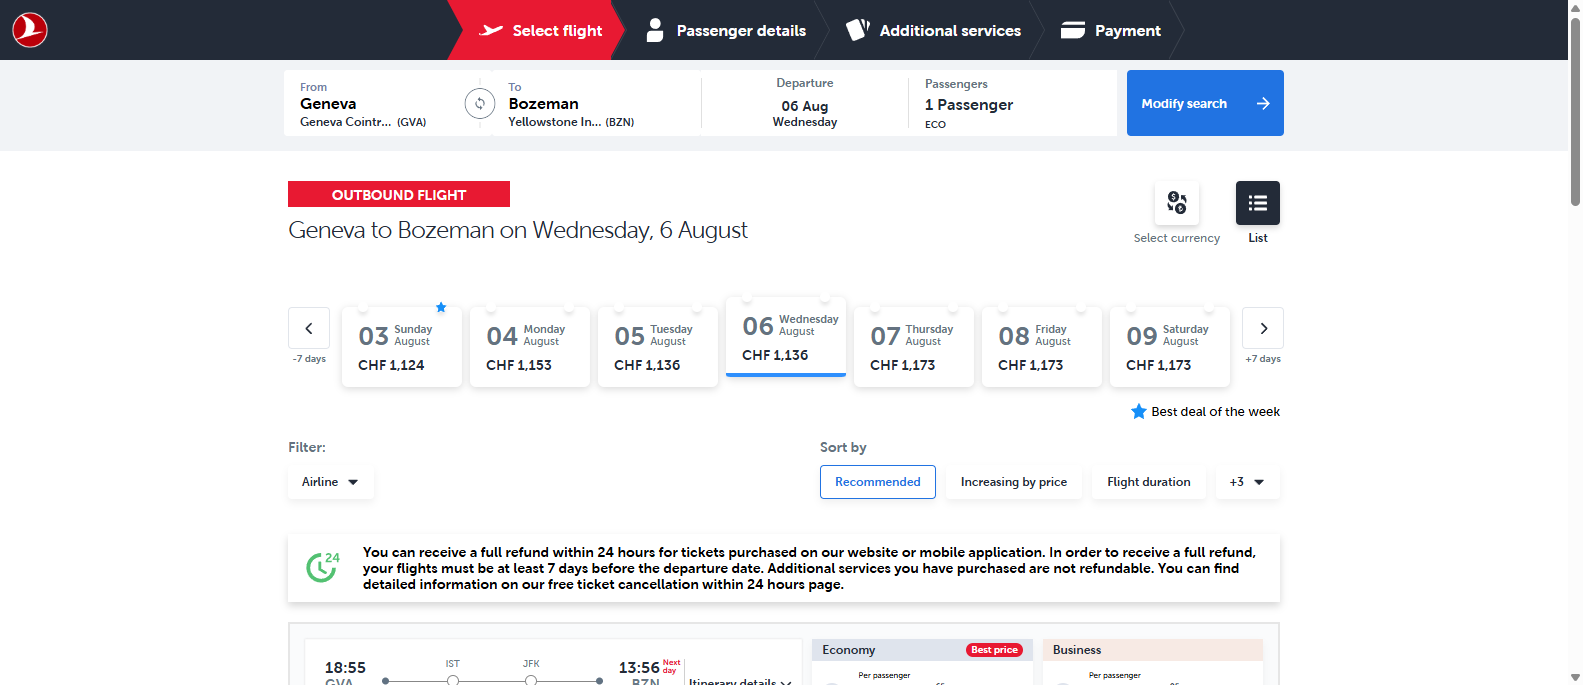 Select flight
Passenger details
Additional services
Payment
From
Geneva
Geneva Cointr... (GVA)
To
Bozeman
Yellowstone In... (BZN)
Departure
06 Aug
Wednesday
Passengers
1 Passenger
ECO
Modify search
OUTBOUND FLIGHT
Geneva to Bozeman on Wednesday, 6 August
Select currency
List
-7 days
03 Sunday August
CHF 1,124
04 Monday August
CHF 1,153
05 Tuesday August
CHF 1,136
06 Wednesday August
CHF 1,136
07 Thursday August
CHF 1,173
08 Friday August
CHF 1,173
09 Saturday August
CHF 1,173
+7 days
Best deal of the week
Filter:
Airline
Sort by
Recommended
Increasing by price
Flight duration
+3
24
You can receive a full refund within 24 hours for tickets purchased on our website or mobile application. In order to receive a full refund,
your flights must be at least 7 days before the departure date. Additional services you have purchased are not refundable. You can find
detailed information on our free ticket cancellation within 24 hours page.
18:55
GVA
IST
JFK
13:56 Next day
BZN
Itinerary details
Economy
Best price
Per passenger
Business
Per passenger